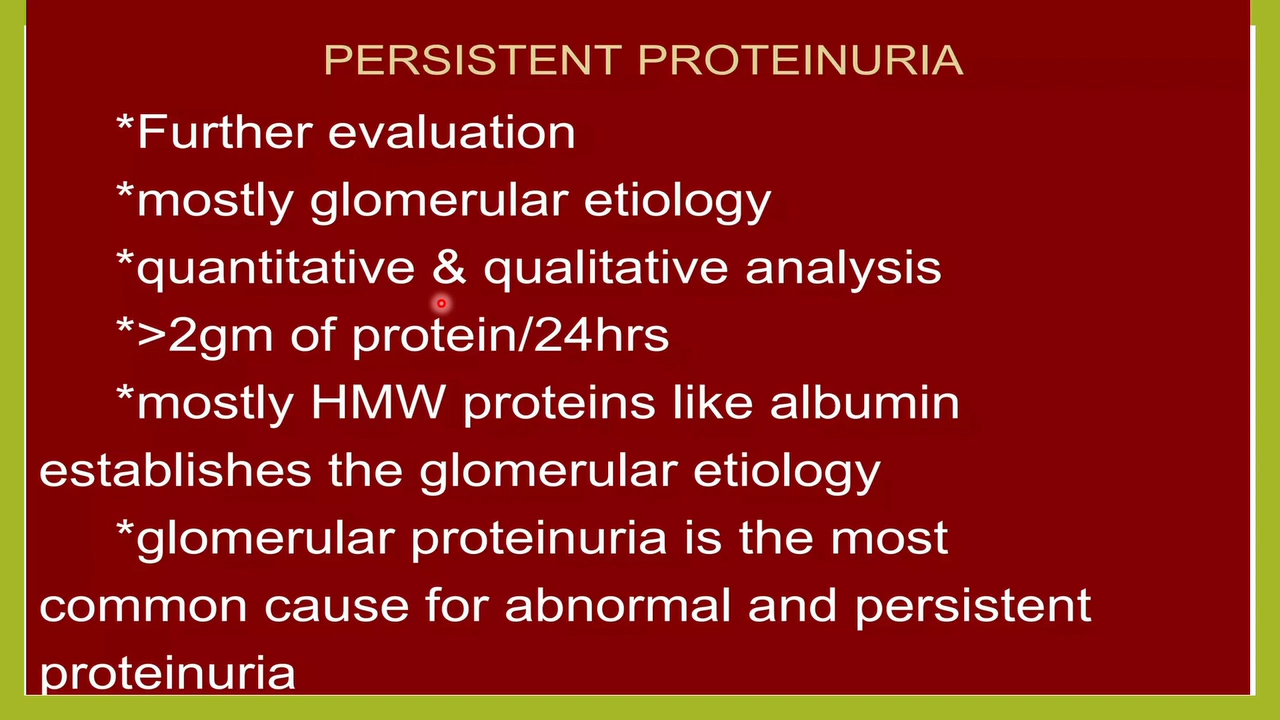 PERSISTENT PROTEINURIA
*Further evaluation
*mostly glomerular etiology
*quantitative & qualitative analysis
*>2gm of protein/24hrs
*mostly HMW proteins like albumin
establishes the glomerular etiology
*glomerular proteinuria is the most
common cause for abnormal and persistent
proteinuria